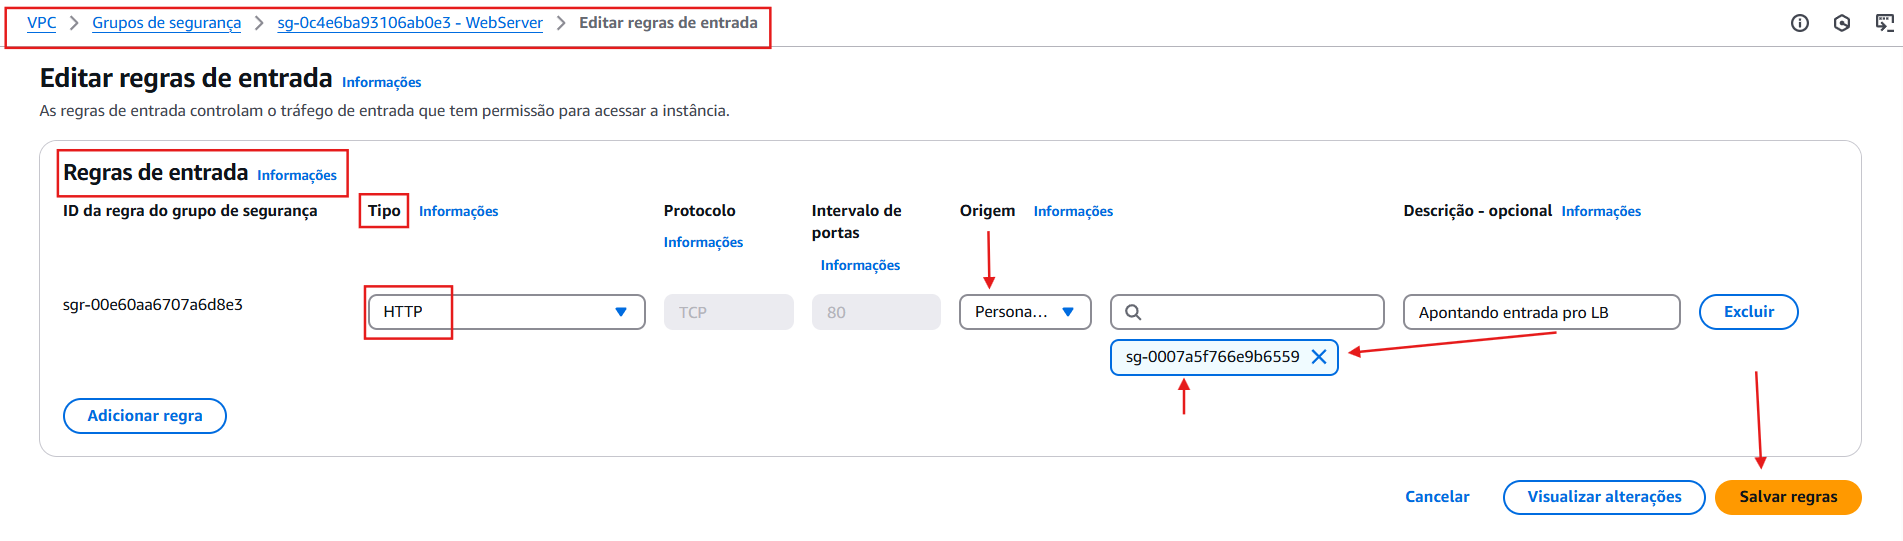 VPC > Grupos de segurança > sg-0c4e6ba93106ab0e3 - WebServer > Editar regras de entrada
Editar regras de entrada Informações
As regras de entrada controlam o tráfego de entrada que tem permissão para acessar a instância.
Regras de entrada Informações
ID da regra do grupo de segurança
Tipo Informações
Protocolo
Informações
Intervalo de
portas
Informações
Origem Informações
Descrição - opcional Informações
sgr-00e60aa6707a6d8e3
HTTP
TCP
80
Persona...
Apontando entrada pro LB
Excluir
sg-0007a5f766e9b6559
Adicionar regra
Cancelar
Visualizar alterações
Salvar regras